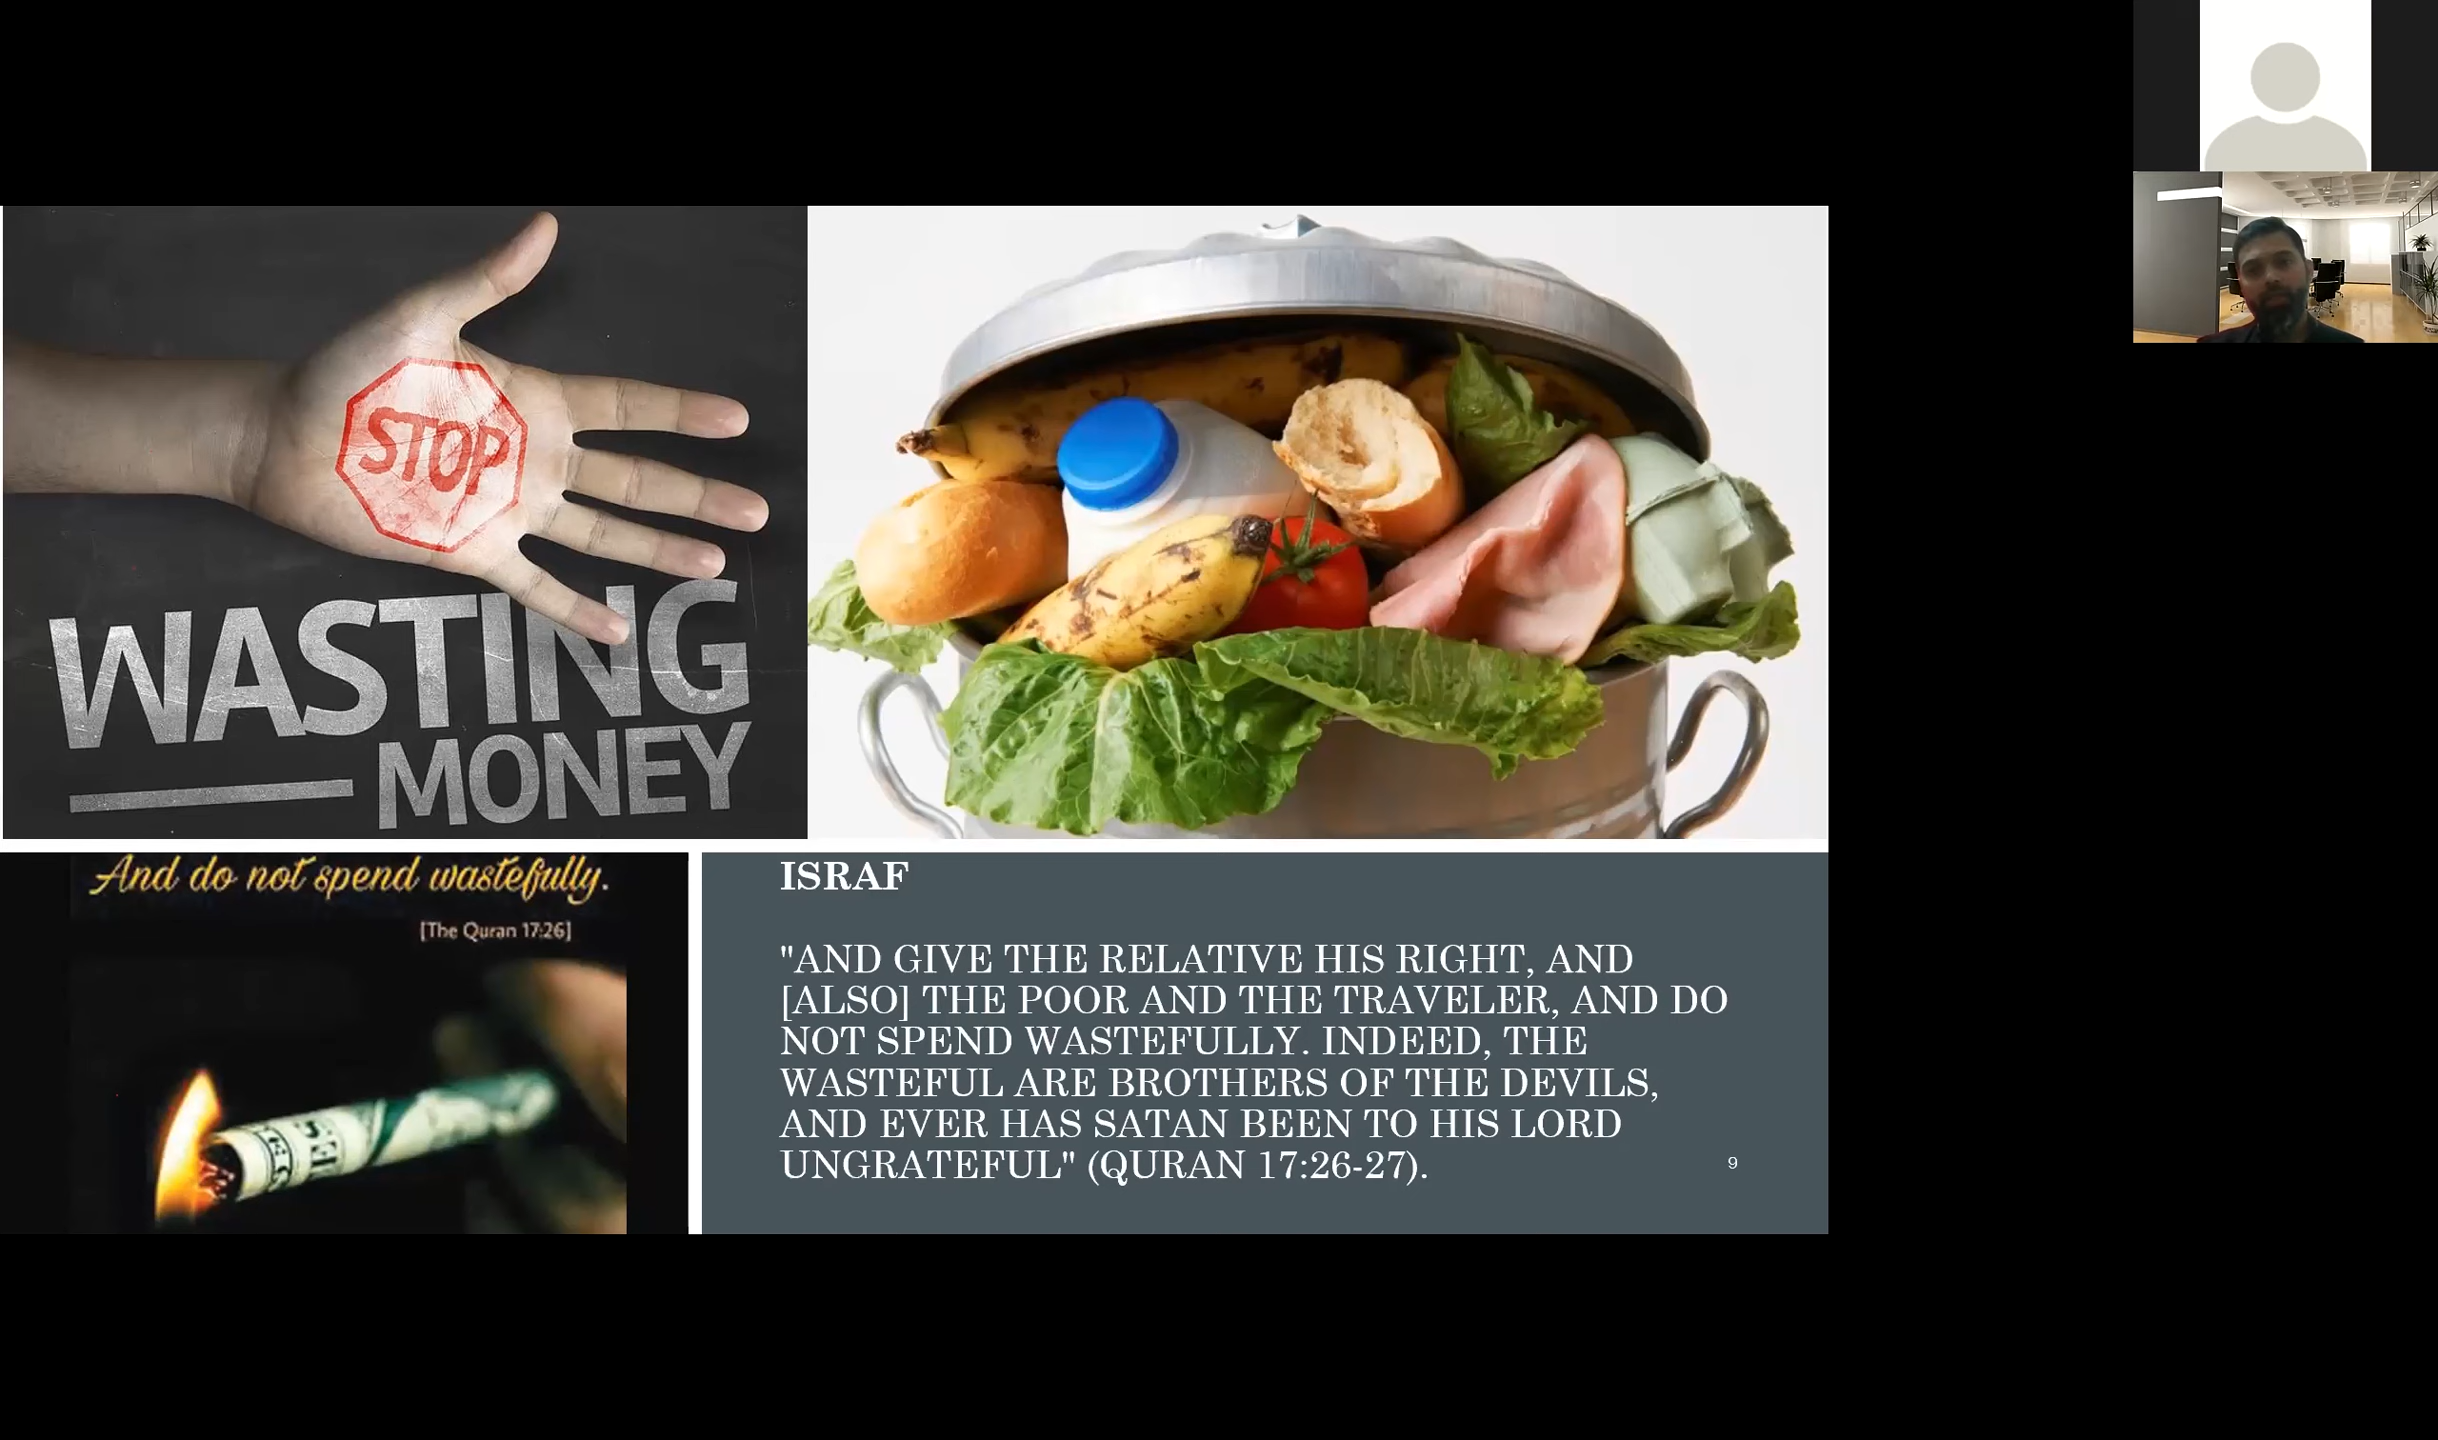 STOP
WASTING
MONEY
And do not spend wastefully.
[The Quran 17:26]
ISRAF
"AND GIVE THE RELATIVE HIS RIGHT, AND
[ALSO] THE POOR AND THE TRAVELER, AND DO
NOT SPEND WASTEFULLY. INDEED, THE
WASTEFUL ARE BROTHERS OF THE DEVILS,
AND EVER HAS SATAN BEEN TO HIS LORD
UNGRATEFUL" (QURAN 17:26-27).
9